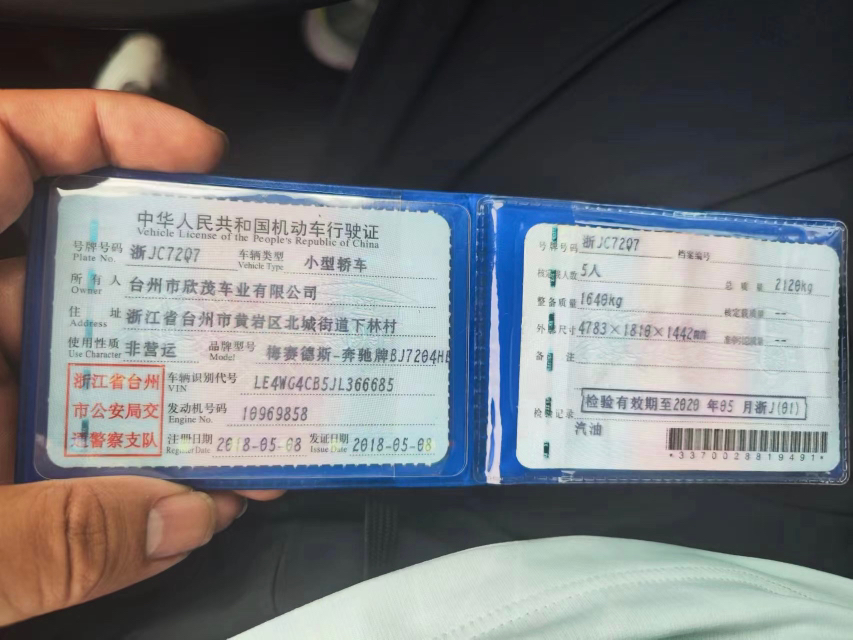 中华人民共和国机动车行驶证
Vehicle License of the People's Republic of China
号牌号码 浙JC72Q7 车辆类型 小型轿车
Plate No. Vehicle Type
所有人 台州市欣茂车业有限公司
Owner
住址 浙江省台州市黄岩区北城街道下林村
Address
使用性质 非营运 品牌型号 梅赛德斯-奔驰牌BJ7204H
Use Character Model
浙江省台州
市公安局交
通警察支队
车辆识别代号 LE4WG4CB5JL366685
VIN
发动机号码 10969858
Engine No.
注册日期 2018-05-08 发证日期 2018-05-08
Register Date Issue Date
号牌号码 浙JC72Q7 档案编号
核定载人数 5人 总质量 2120kg
整备质量 1640kg 核定载质量 --
外廓尺寸 4783×1810×1442mm --
备注
检验有效期至2020年05月浙J(01)
检验记录
汽油
*3370028819491*